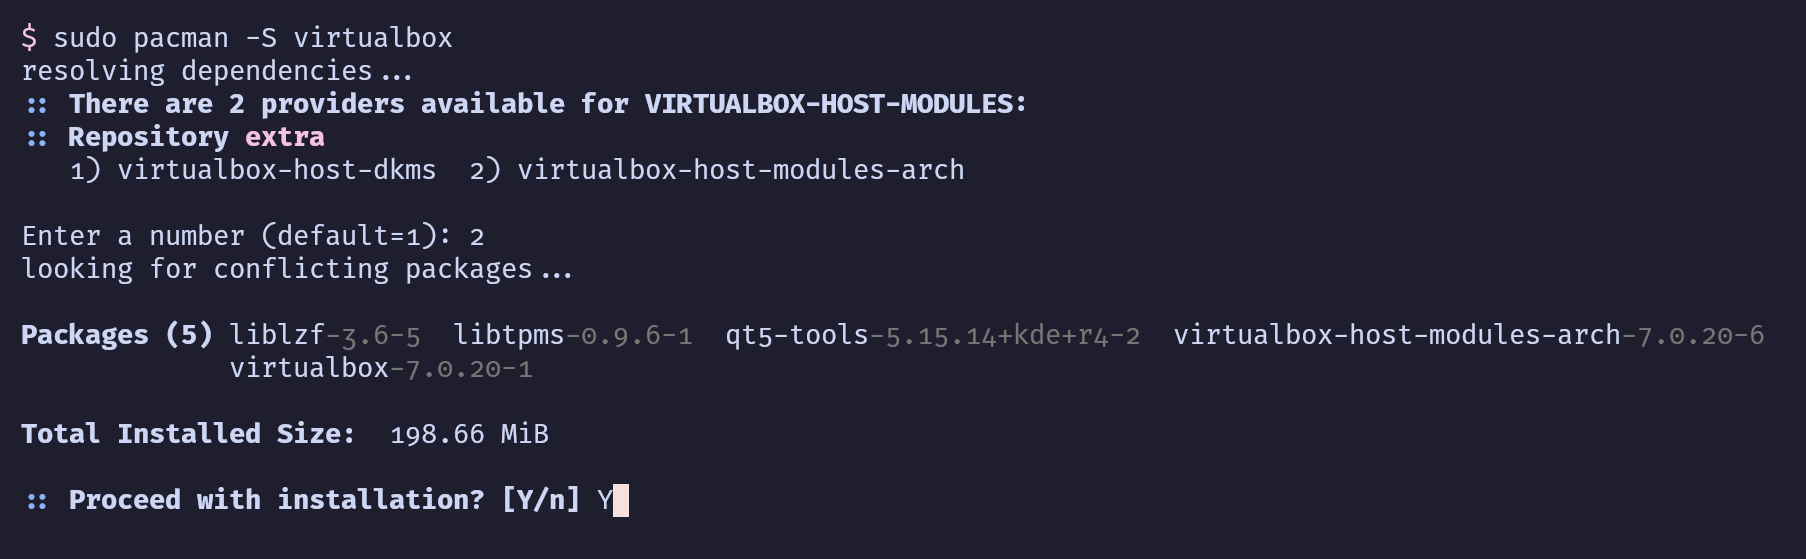 $ sudo pacman -S virtualbox
resolving dependencies...
:: There are 2 providers available for VIRTUALBOX-HOST-MODULES:
:: Repository extra
   1) virtualbox-host-dkms  2) virtualbox-host-modules-arch

Enter a number (default=1): 2
looking for conflicting packages...

Packages (5) liblzf-3.6-5  libtpms-0.9.6-1  qt5-tools-5.15.14+kde+r4-2  virtualbox-host-modules-arch-7.0.20-6
             virtualbox-7.0.20-1

Total Installed Size:  198.66 MiB

:: Proceed with installation? [Y/n] Y